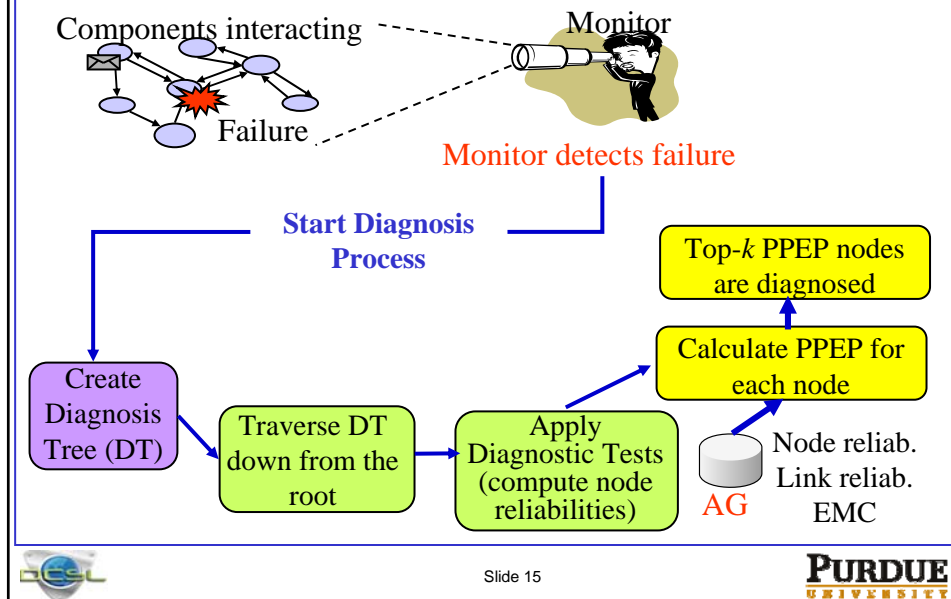 Components interacting
Monitor
Failure
Monitor detects failure
Start Diagnosis
Process
Top-k PPEP nodes
are diagnosed
Calculate PPEP for
each node
Create
Diagnosis
Tree (DT)
Traverse DT
down from the
root
Apply
Diagnostic Tests
(compute node
reliabilities)
AG
Node reliab.
Link reliab.
EMC
DCSL
Slide 15
PURDUE
UNIVERSITY